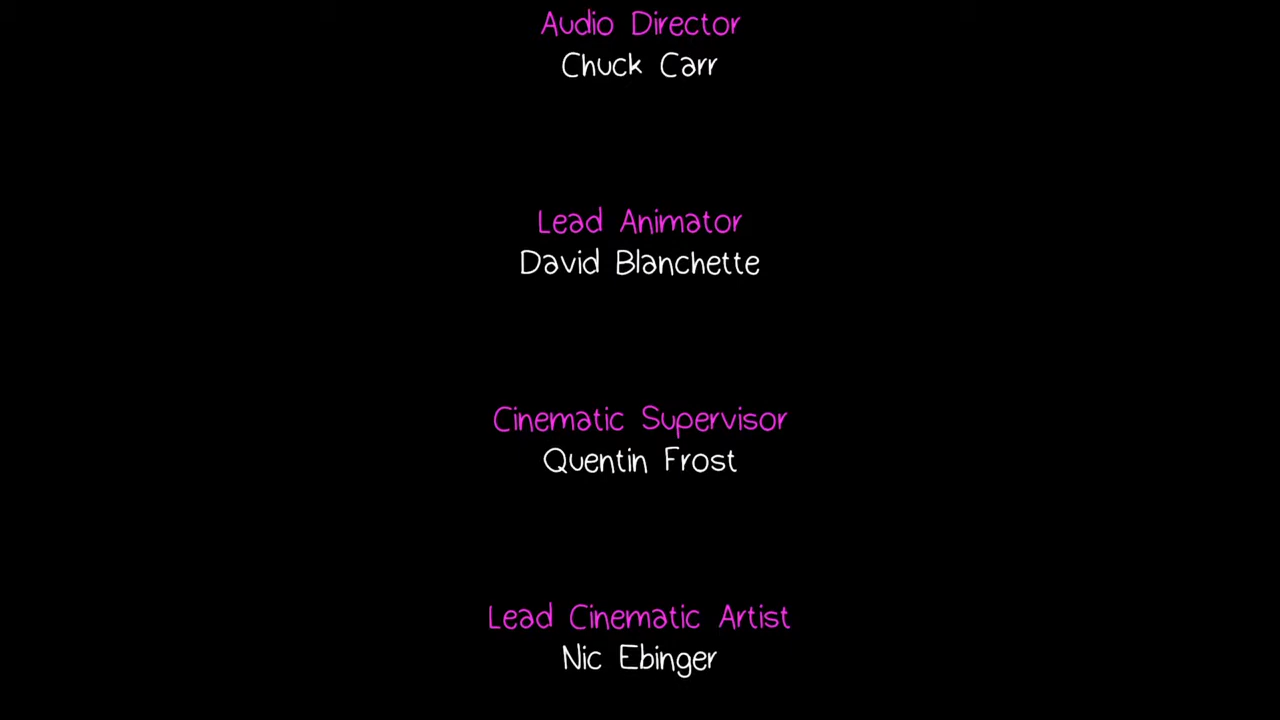 Audio Director
Chuck Carr
Lead Animator
David Blanchette
Cinematic Supervisor
Quentin Frost
Lead Cinematic Artist
Nic Ebinger